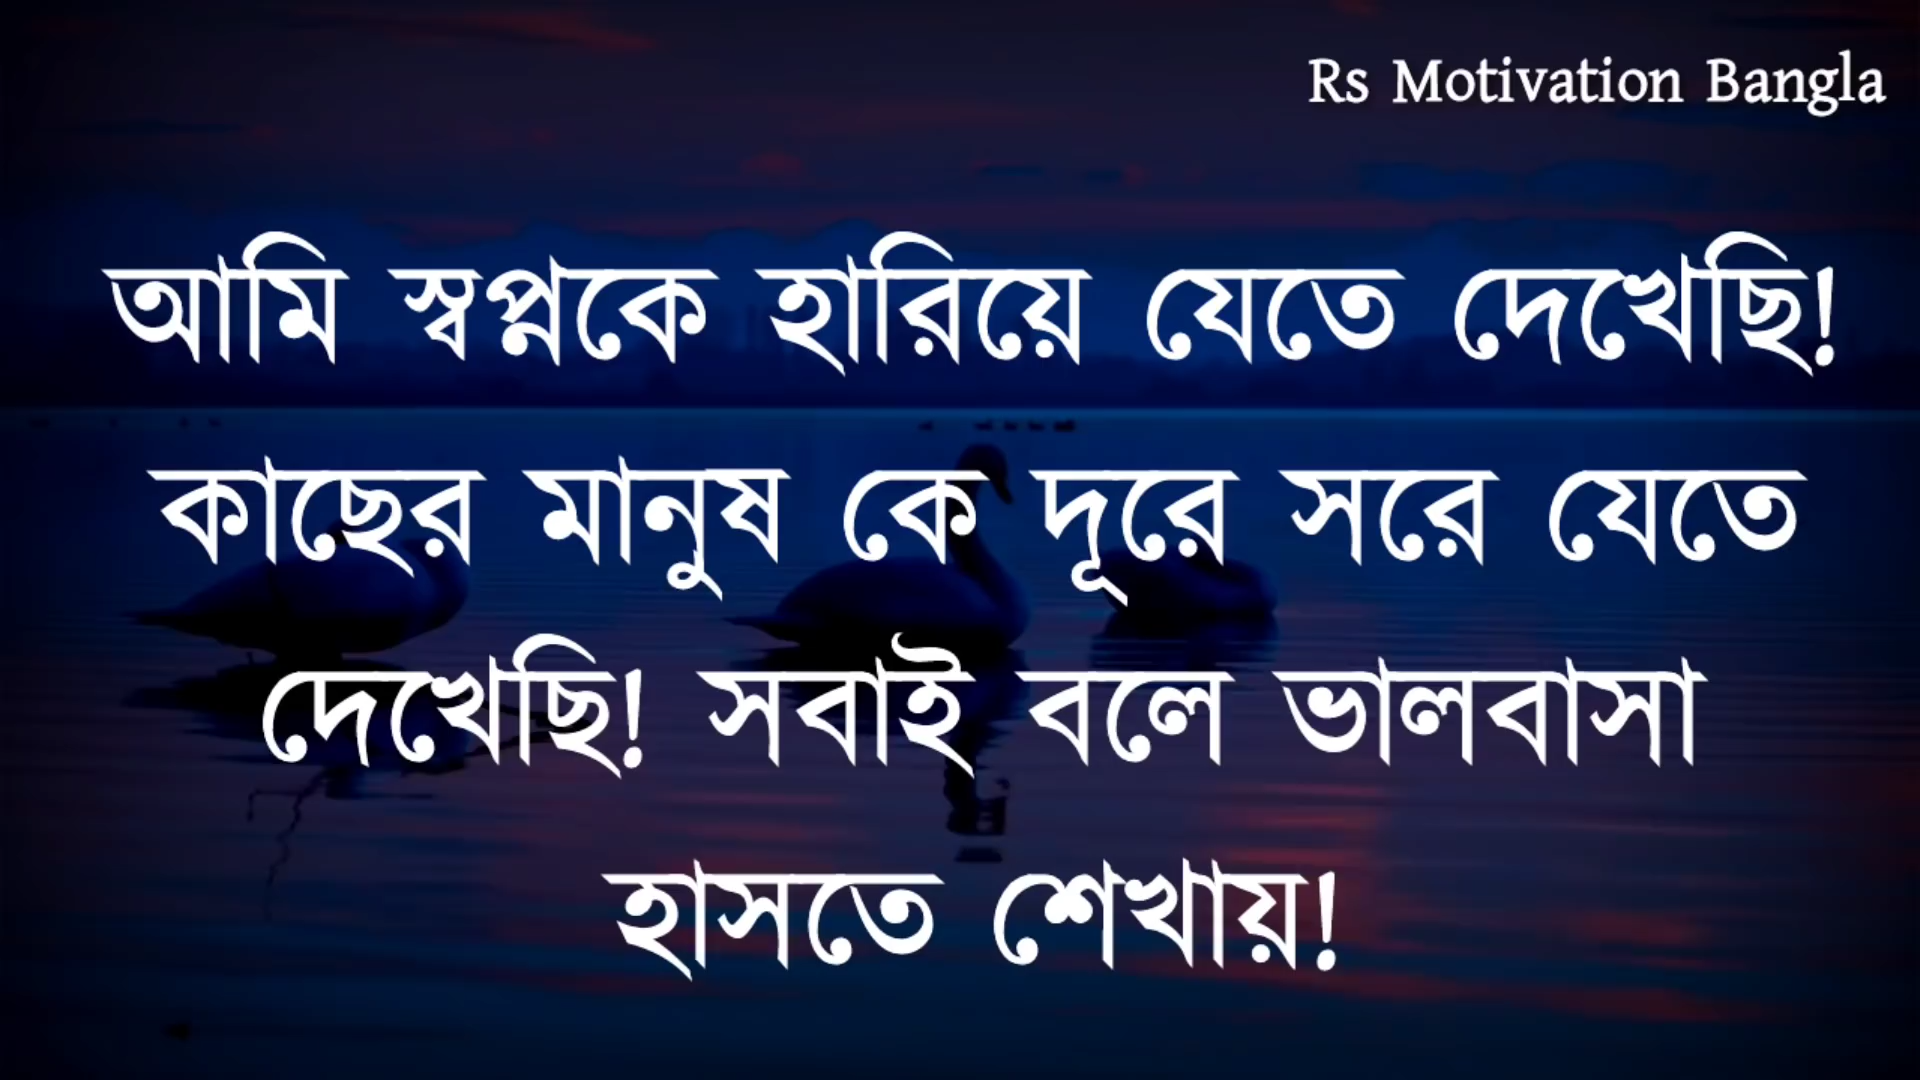 Rs Motivation Bangla
আমি স্বপ্নকে হারিয়ে যেতে দেখেছি!
কাছের মানুষ কে দূরে সরে যেতে
দেখেছি! সবাই বলে ভালবাসা
হাসতে শেখায়!